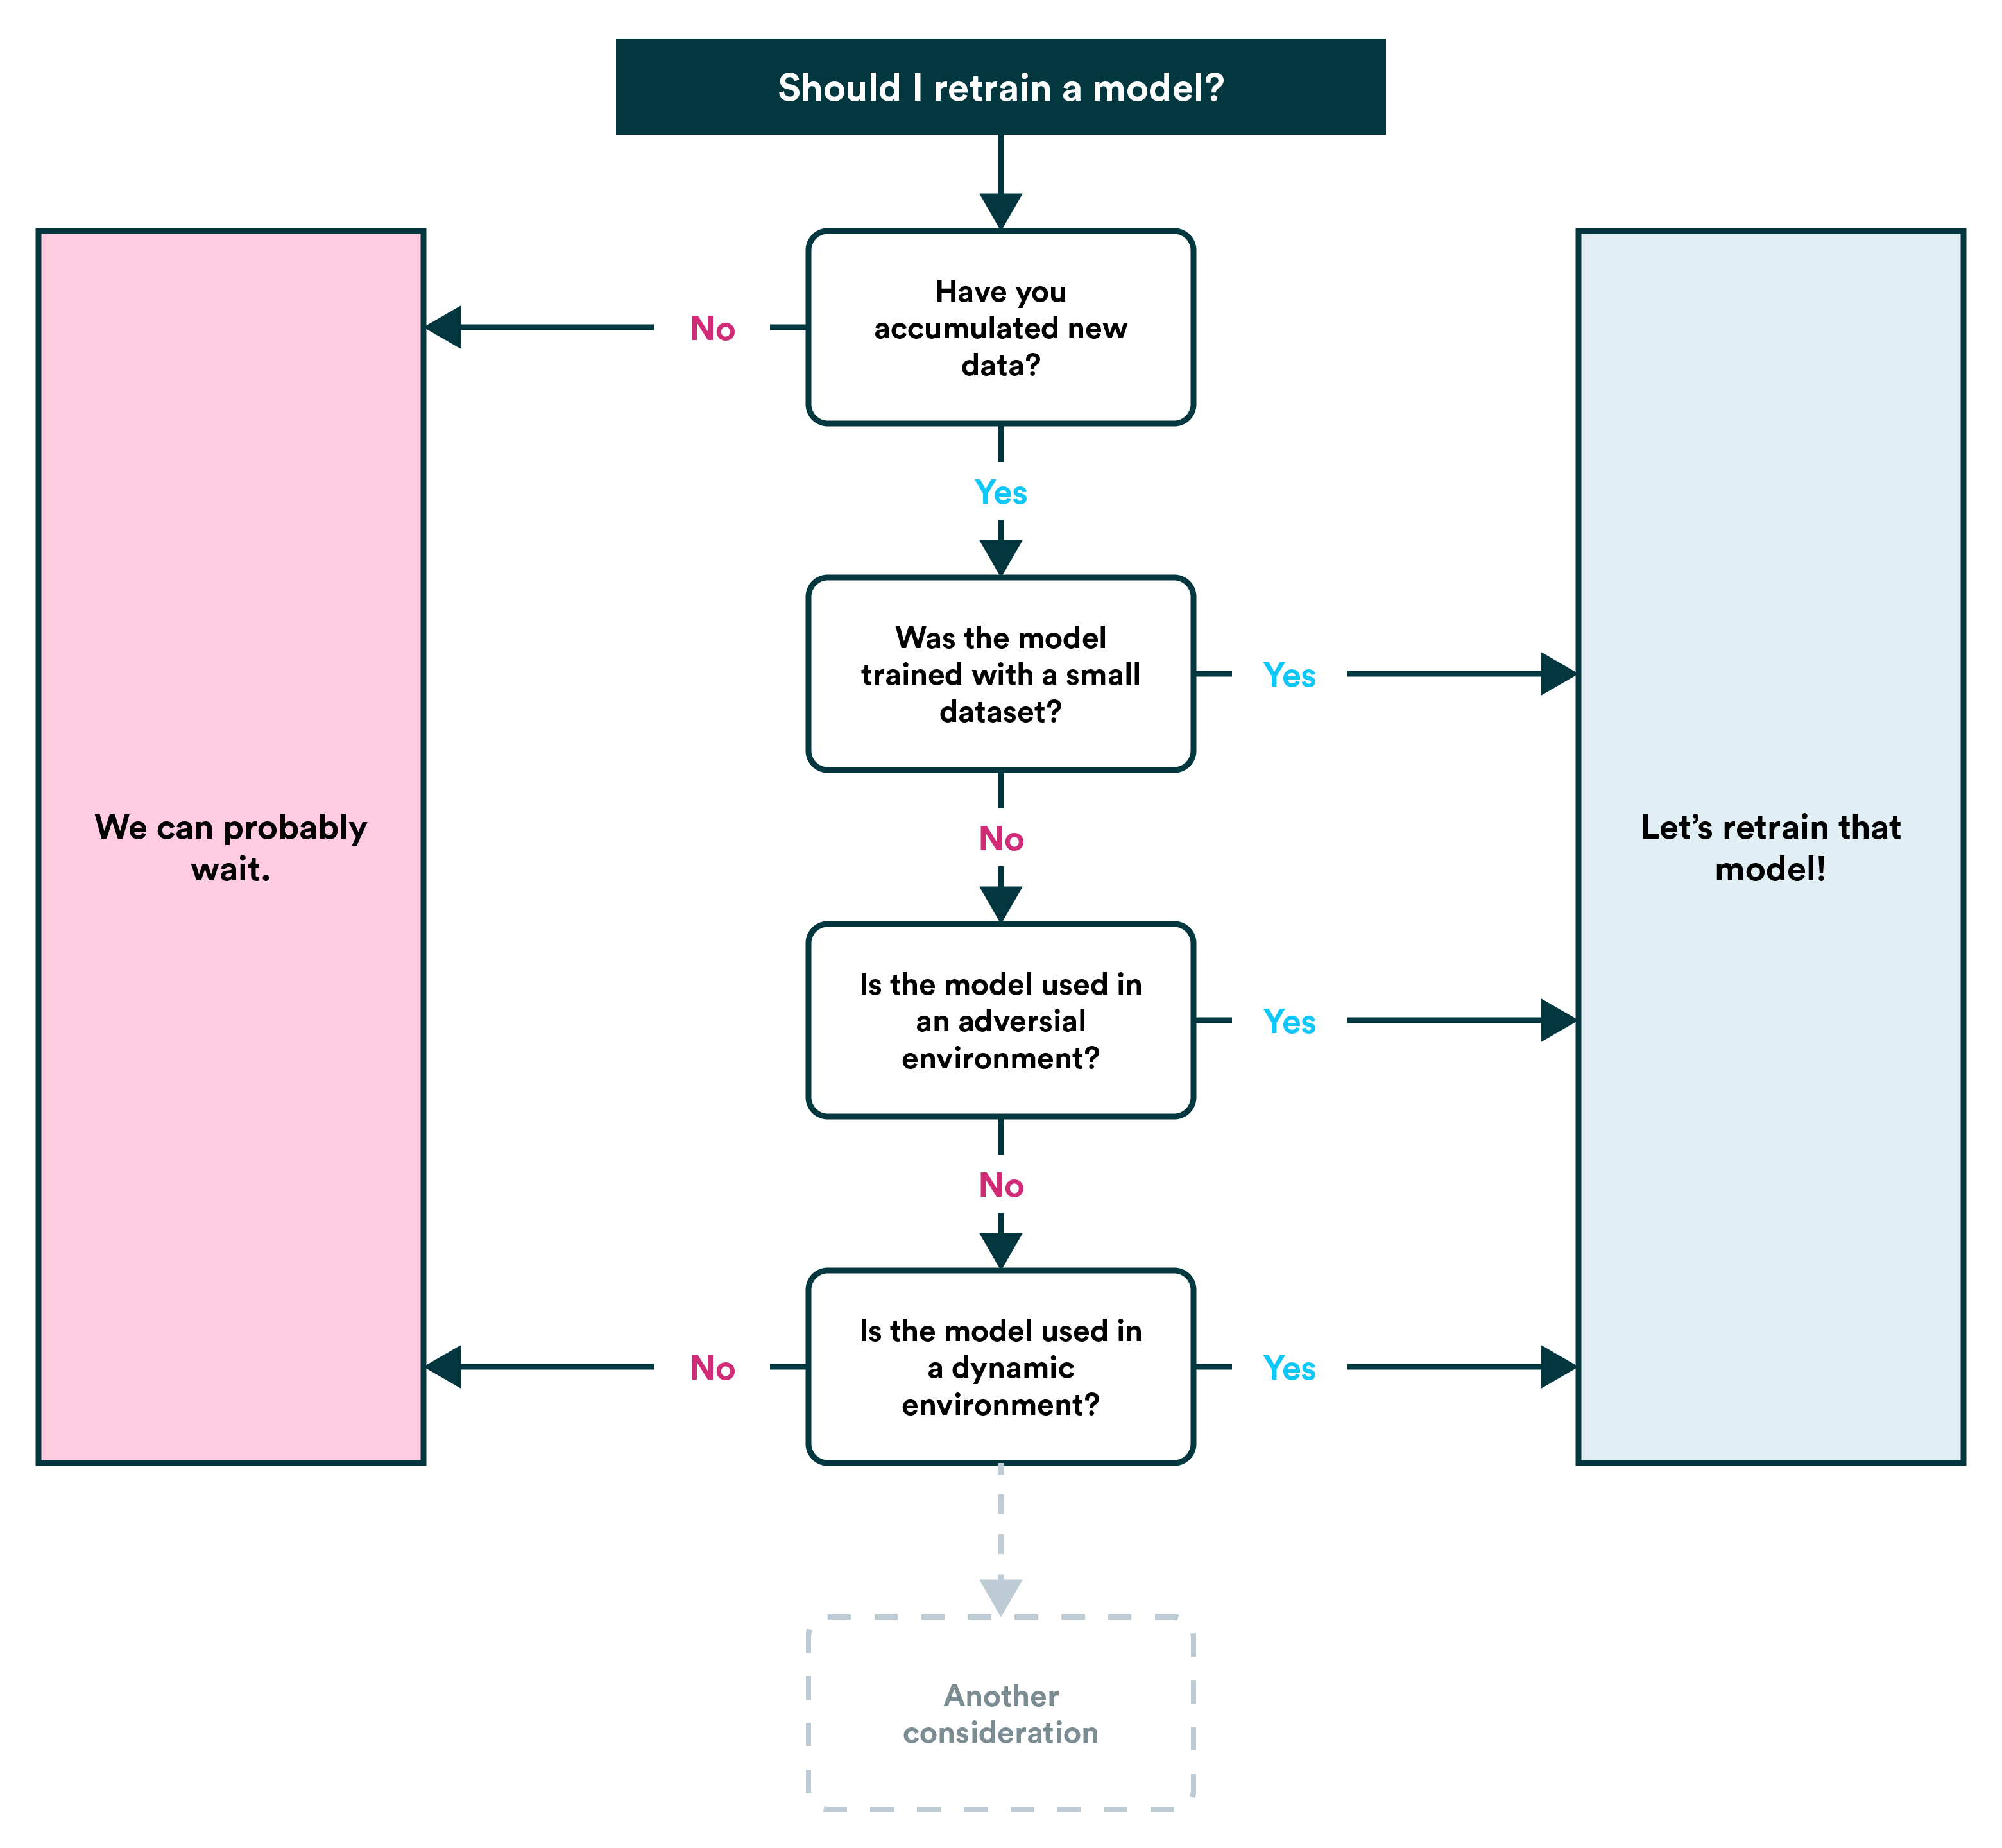 Should I retrain a model?
Have you
accumulated new
data?
No
Yes
Was the model
trained with a small
dataset?
Yes
We can probably
wait.
Let’s retrain that
model!
No
Is the model used in
an adversial
environment?
Yes
No
Is the model used in
a dynamic
environment?
No
Yes
Another
consideration